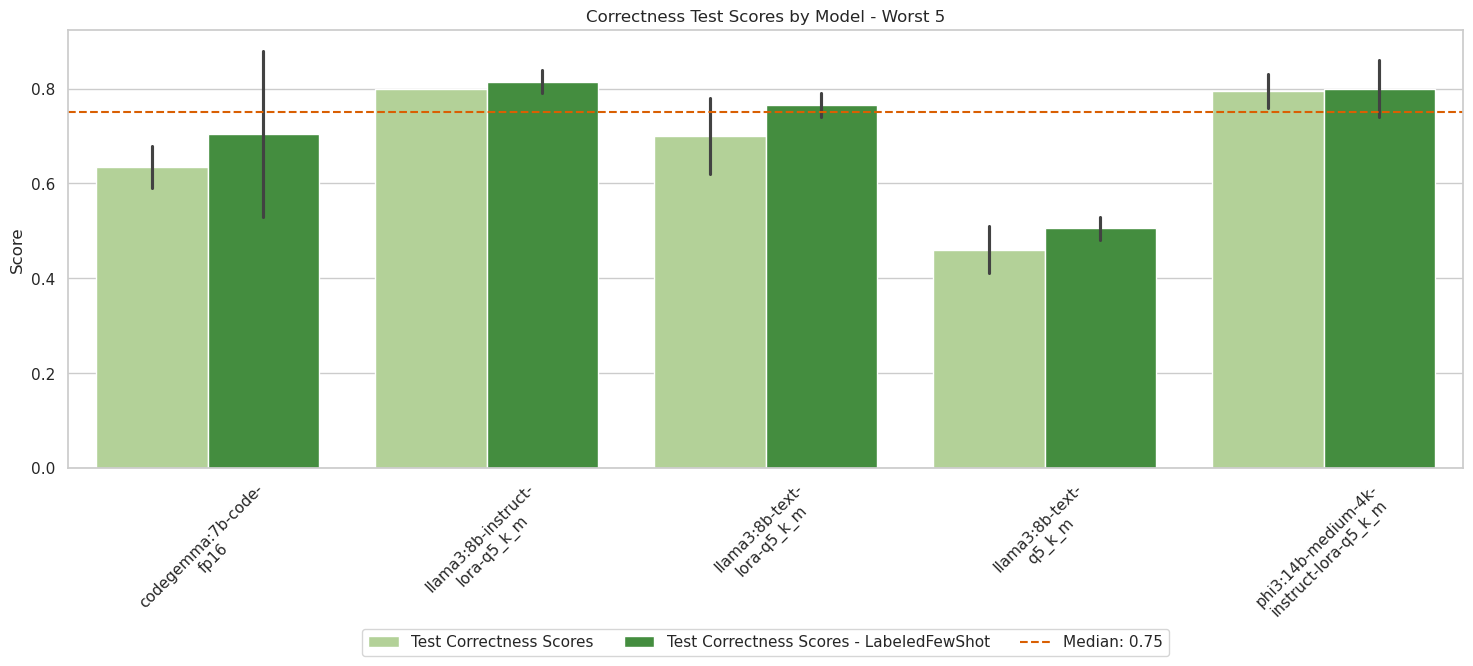 Correctness Test Scores by Model - Worst 5
Score
0.8
0.6
0.4
0.2
0.0
codegemma:7b-code-
fp16
llama3:8b-instruct-
lora-q5_k_m
llama3:8b-text-
lora-q5_k_m
llama3:8b-text-
q5_k_m
phi3:14b-medium-4k-
instruct-lora-q5_k_m
Test Correctness Scores
Test Correctness Scores - LabeledFewShot
Median: 0.75